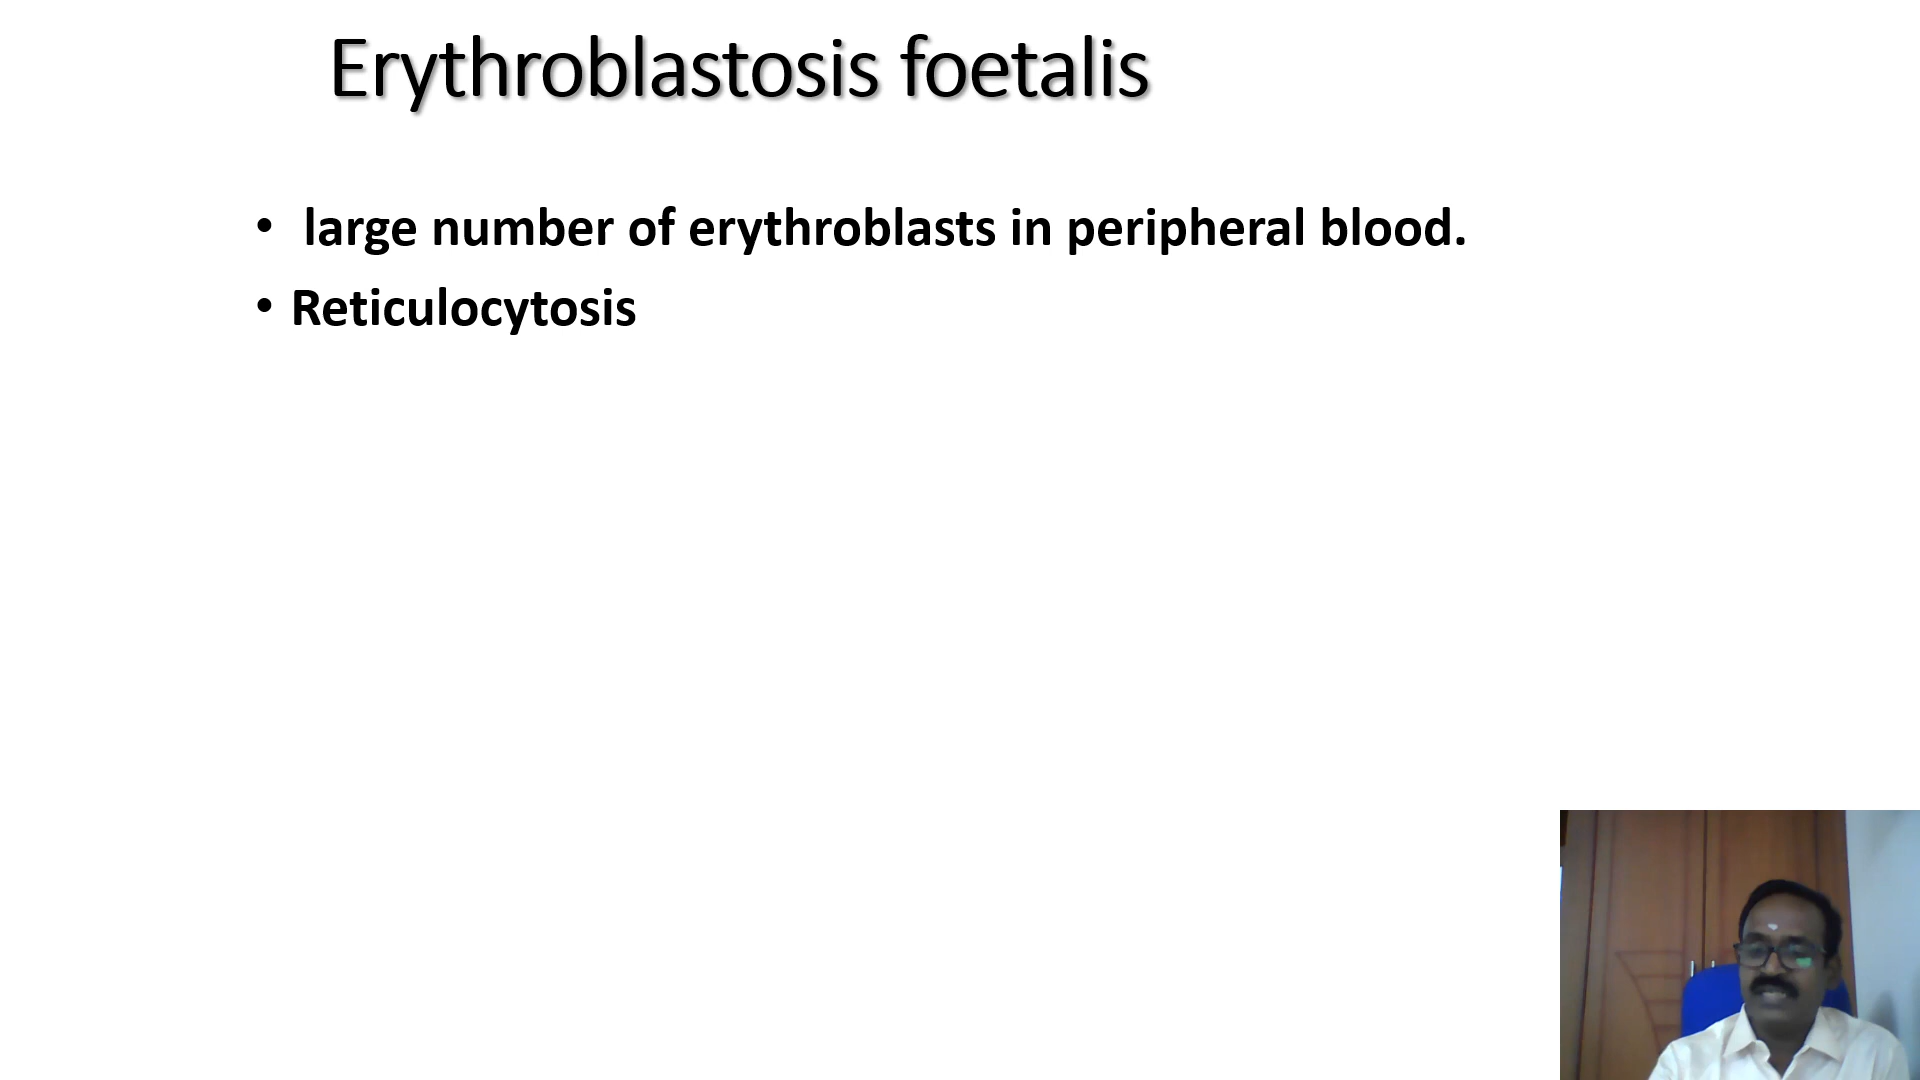 Erythroblastosis foetalis
• large number of erythroblasts in peripheral blood.
• Reticulocytosis